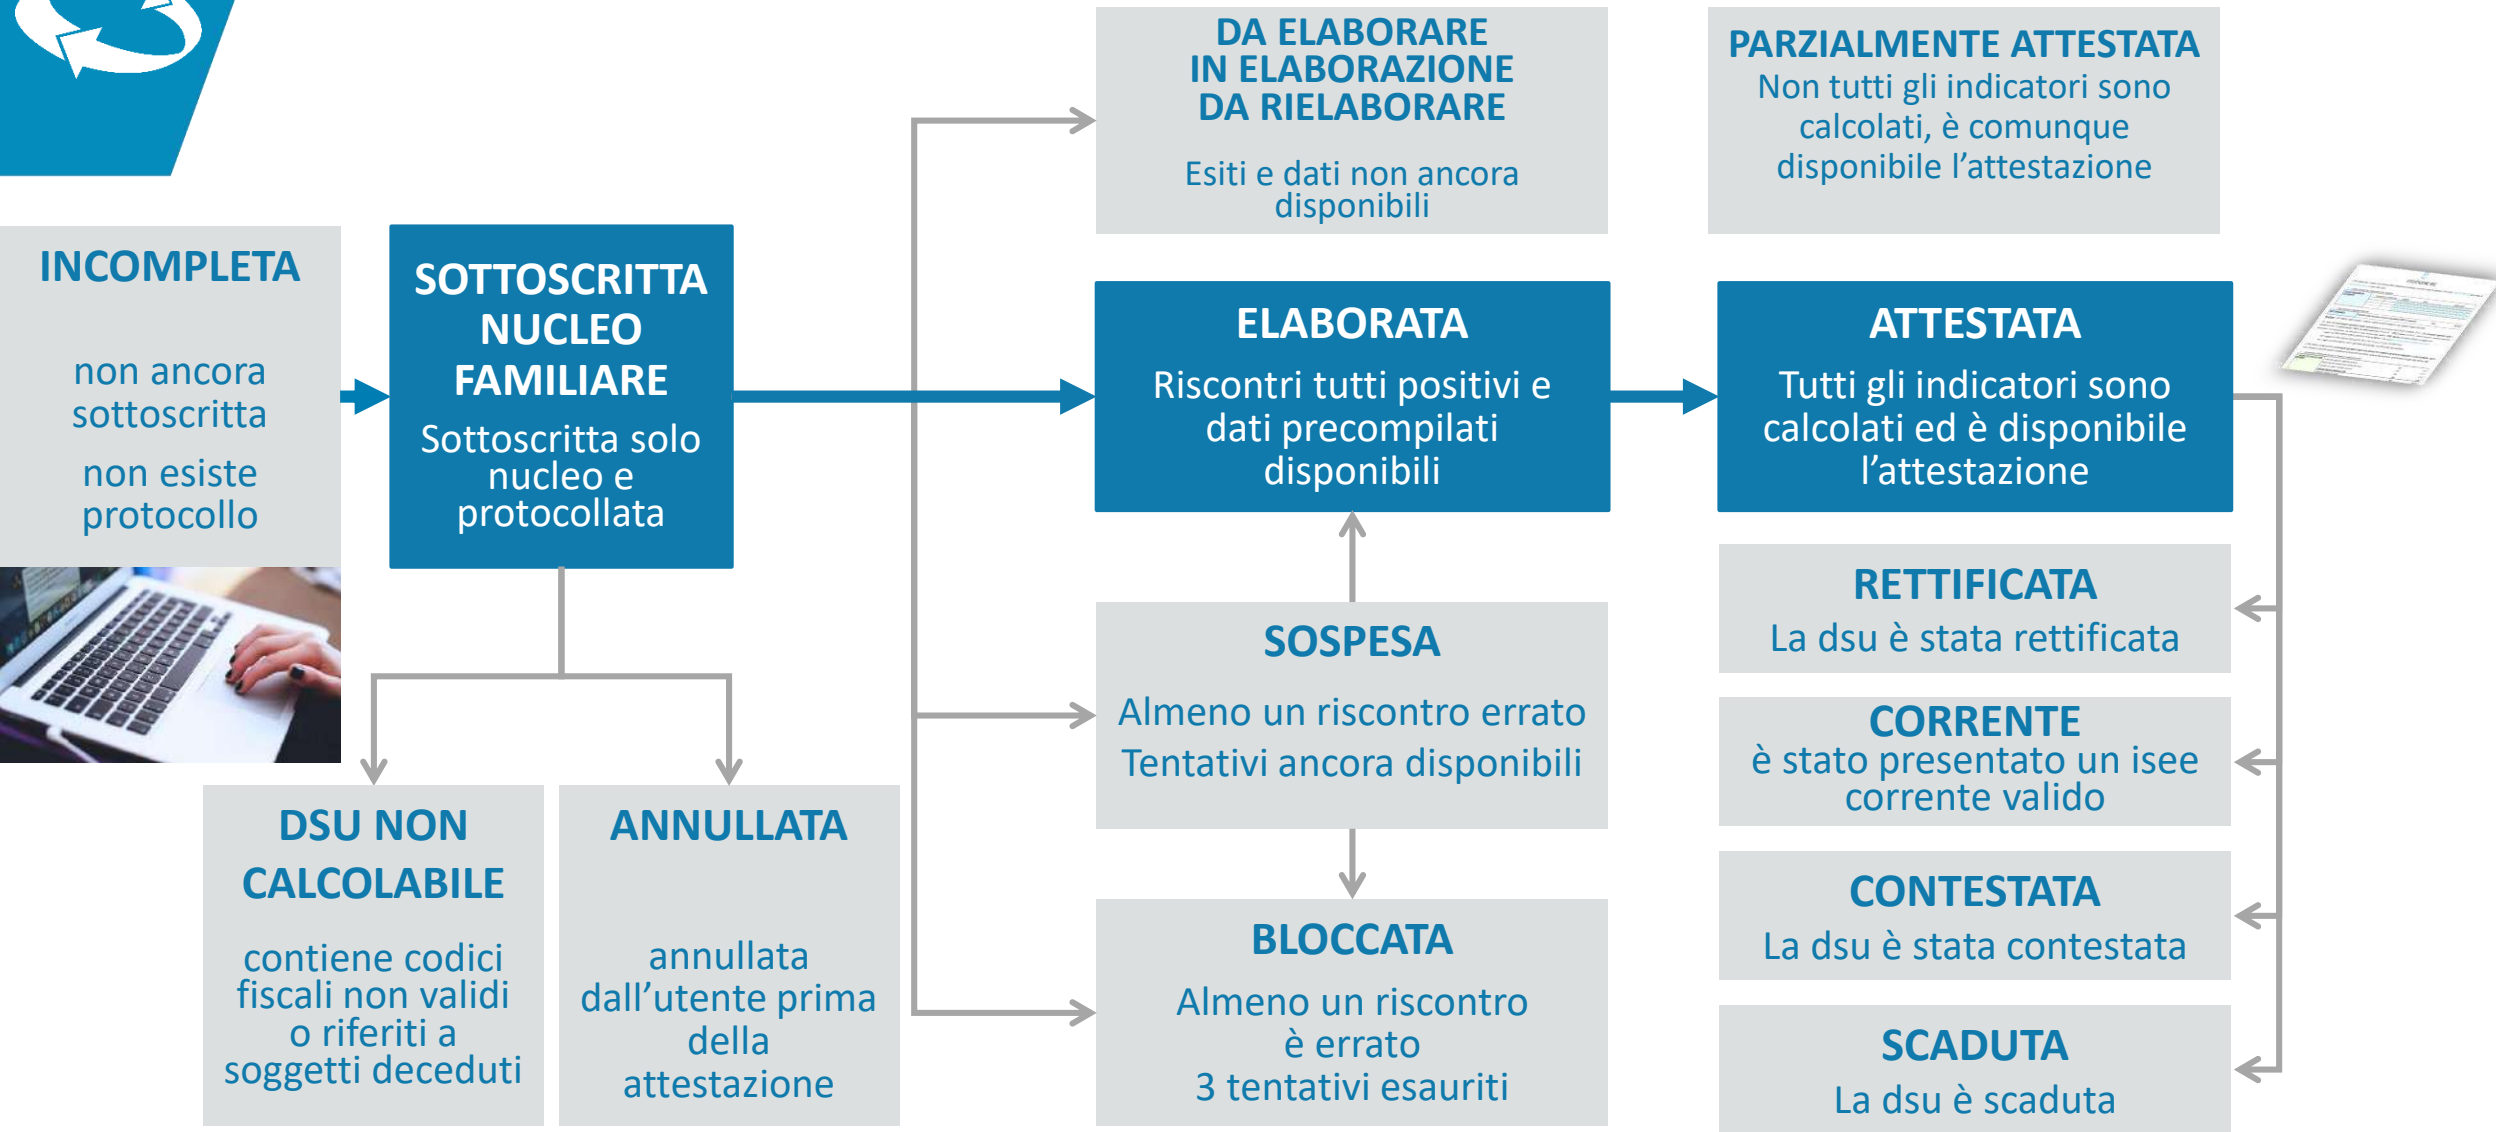 DA ELABORARE
IN ELABORAZIONE
DA RIELABORARE
Esiti e dati non ancora
disponibili
PARZIALMENTE ATTESTATA
Non tutti gli indicatori sono
calcolati, è comunque
disponibile l’attestazione
INCOMPLETA
non ancora
sottoscritta
non esiste
protocollo
SOTTOSCRITTA
NUCLEO
FAMILIARE
Sottoscritta solo
nucleo e
protocollata
ELABORATA
Riscontri tutti positivi e
dati precompilati
disponibili
ATTESTATA
Tutti gli indicatori sono
calcolati ed è disponibile
l’attestazione
DSU NON
CALCOLABILE
contiene codici
fiscali non validi
o riferiti a
soggetti deceduti
ANNULLATA
annullata
dall’utente prima
della
attestazione
SOSPESA
Almeno un riscontro errato
Tentativi ancora disponibili
BLOCCATA
Almeno un riscontro
è errato
3 tentativi esauriti
RETTIFICATA
La dsu è stata rettificata
CORRENTE
è stato presentato un isee
corrente valido
CONTESTATA
La dsu è stata contestata
SCADUTA
La dsu è scaduta